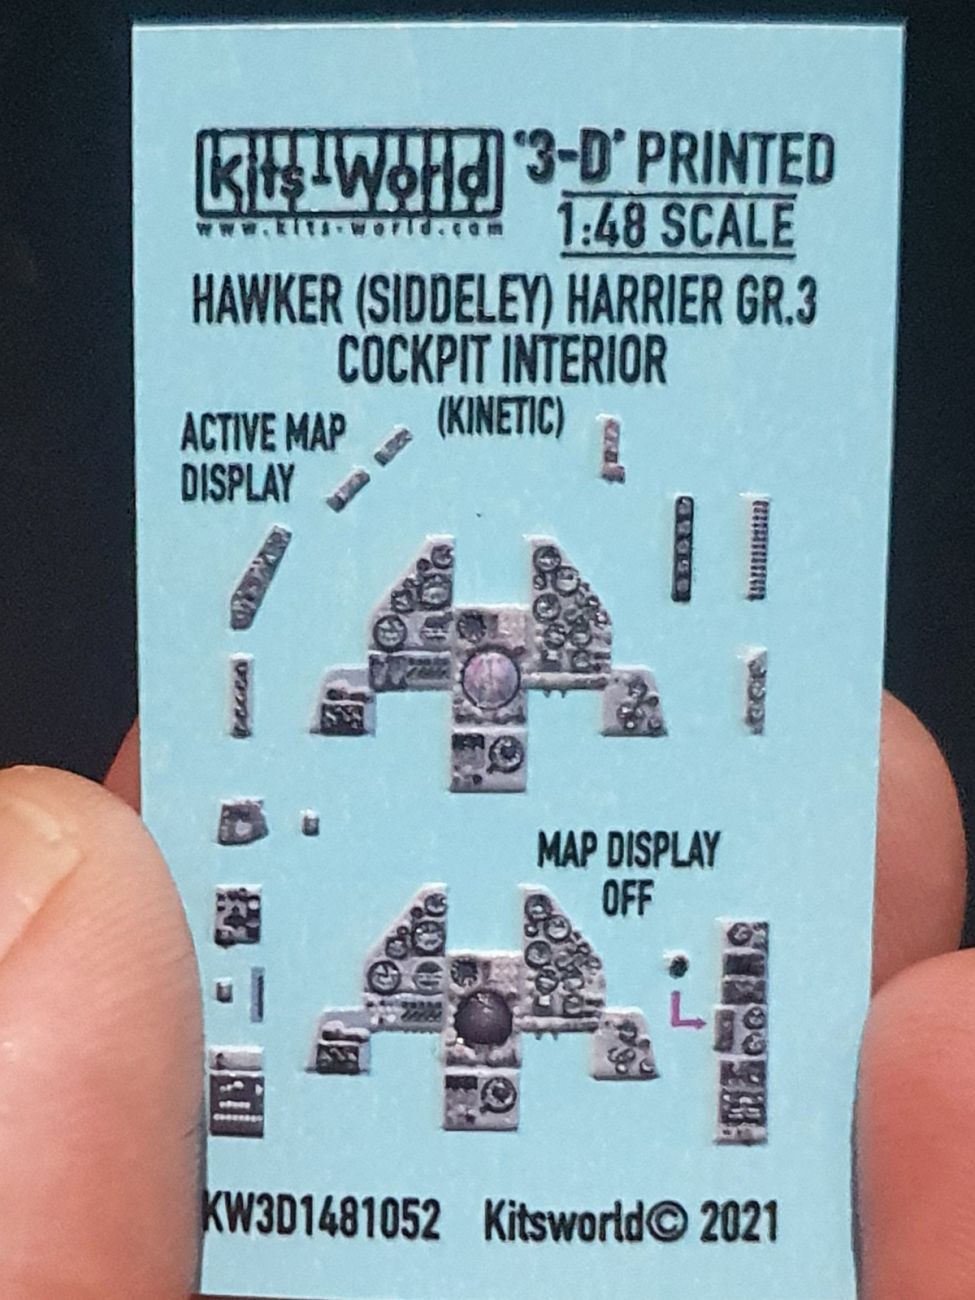 Kits-World
www.kits-world.com
'3-D' PRINTED
1:48 SCALE
HAWKER (SIDDELEY) HARRIER GR.3
COCKPIT INTERIOR
(KINETIC)
ACTIVE MAP
DISPLAY
MAP DISPLAY
OFF
KW3D1481052 Kitsworld© 2021